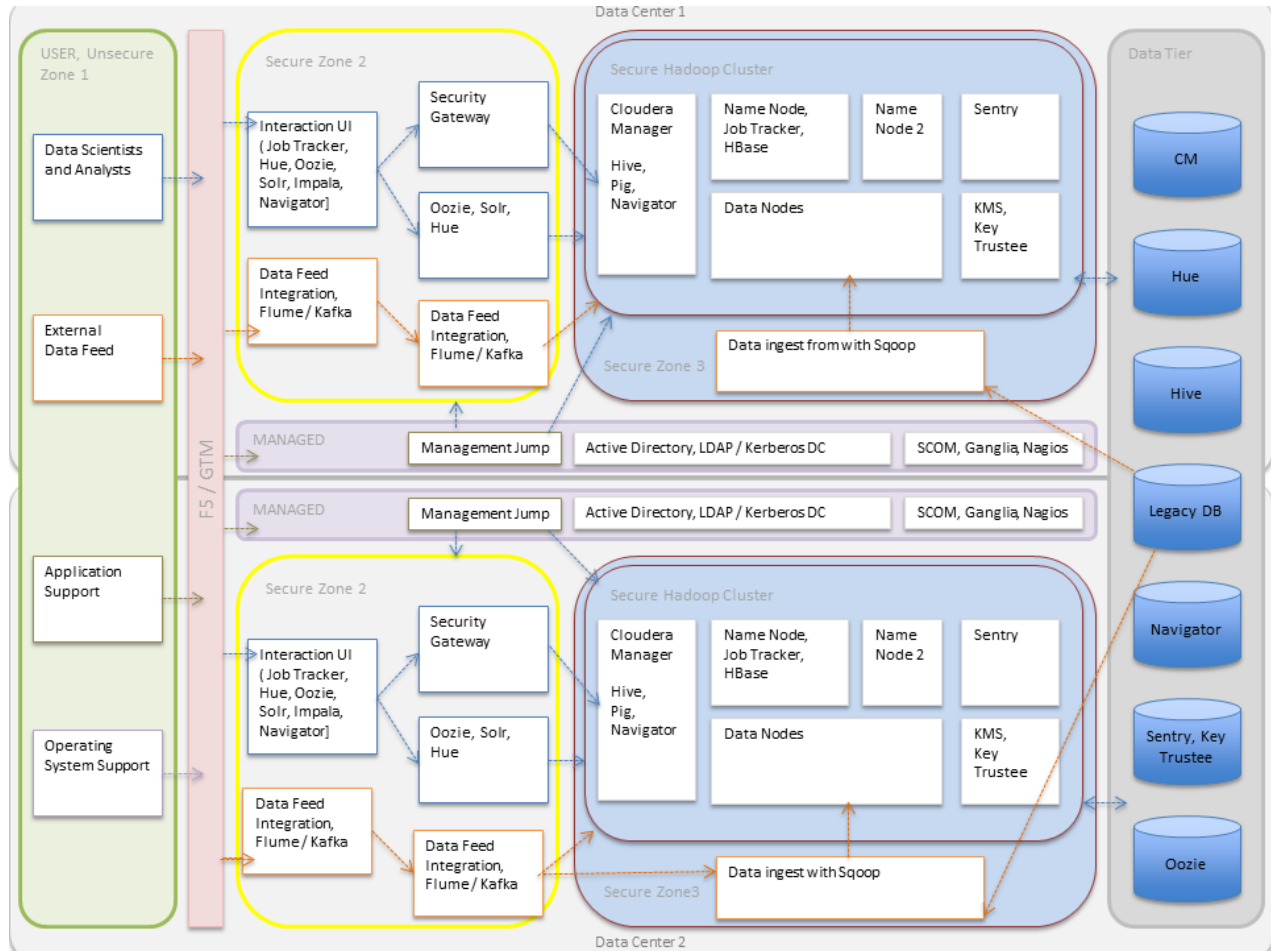 Data Center 1
USER, Unsecure
Zone 1
Data Scientists
and Analysts
External
Data Feed
Application
Support
Operating
System Support
F5 / GTM
Secure Zone 2
Interaction UI
( Job Tracker,
Hue, Oozie,
Solr, Impala,
Navigator]
Security
Gateway
Oozie, Solr,
Hue
Data Feed
Integration,
Flume / Kafka
Data Feed
Integration,
Flume / Kafka
Secure Hadoop Cluster
Cloudera
Manager
Hive,
Pig,
Navigator
Name Node,
Job Tracker,
HBase
Name
Node 2
Sentry
Data Nodes
KMS,
Key
Trustee
Data ingest from with Sqoop
Secure Zone 3
MANAGED
Management Jump
Active Directory, LDAP / Kerberos DC
SCOM, Ganglia, Nagios
MANAGED
Management Jump
Active Directory, LDAP / Kerberos DC
SCOM, Ganglia, Nagios
Secure Zone 2
Interaction UI
( Job Tracker,
Hue, Oozie,
Solr, Impala,
Navigator]
Security
Gateway
Oozie, Solr,
Hue
Data Feed
Integration,
Flume / Kafka
Data Feed
Integration,
Flume / Kafka
Secure Hadoop Cluster
Cloudera
Manager
Hive,
Pig,
Navigator
Name Node,
Job Tracker,
HBase
Name
Node 2
Sentry
Data Nodes
KMS,
Key
Trustee
Data ingest with Sqoop
Secure Zone3
Data Tier
CM
Hue
Hive
Legacy DB
Navigator
Sentry, Key
Trustee
Oozie
Data Center 2